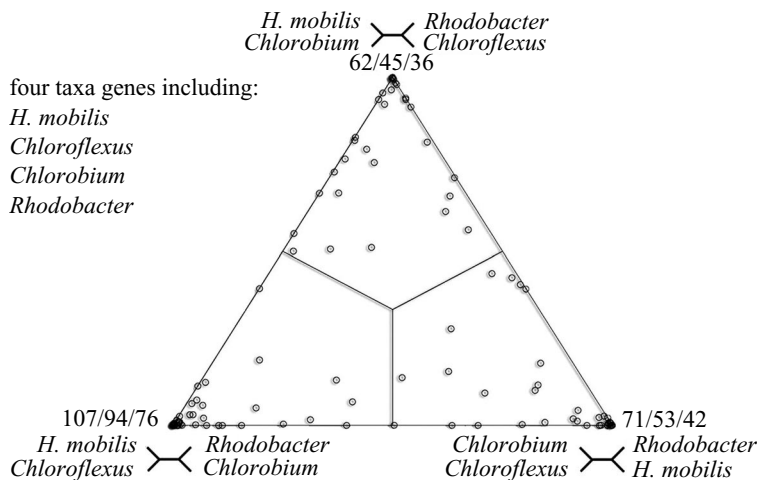 H. mobilis Rhodobacter
Chlorobium Chloroflexus
62/45/36
four taxa genes including:
H. mobilis
Chloroflexus
Chlorobium
Rhodobacter
107/94/76
H. mobilis Rhodobacter
Chloroflexus Chlorobium
71/53/42
Chlorobium Rhodobacter
Chloroflexus H. mobilis